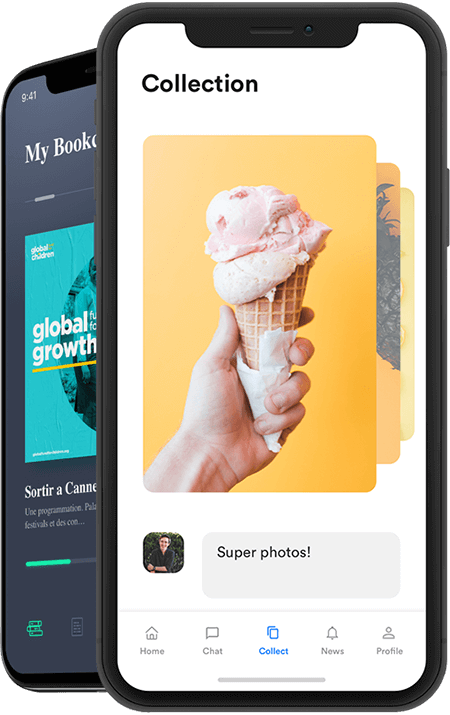 Collection
Super photos!
Home
Chat
Collect
News
Profile
9:41
My Bookc
global
children
global
growth
Sortir a Canne
Une programmation. Pala
festivals et des con...